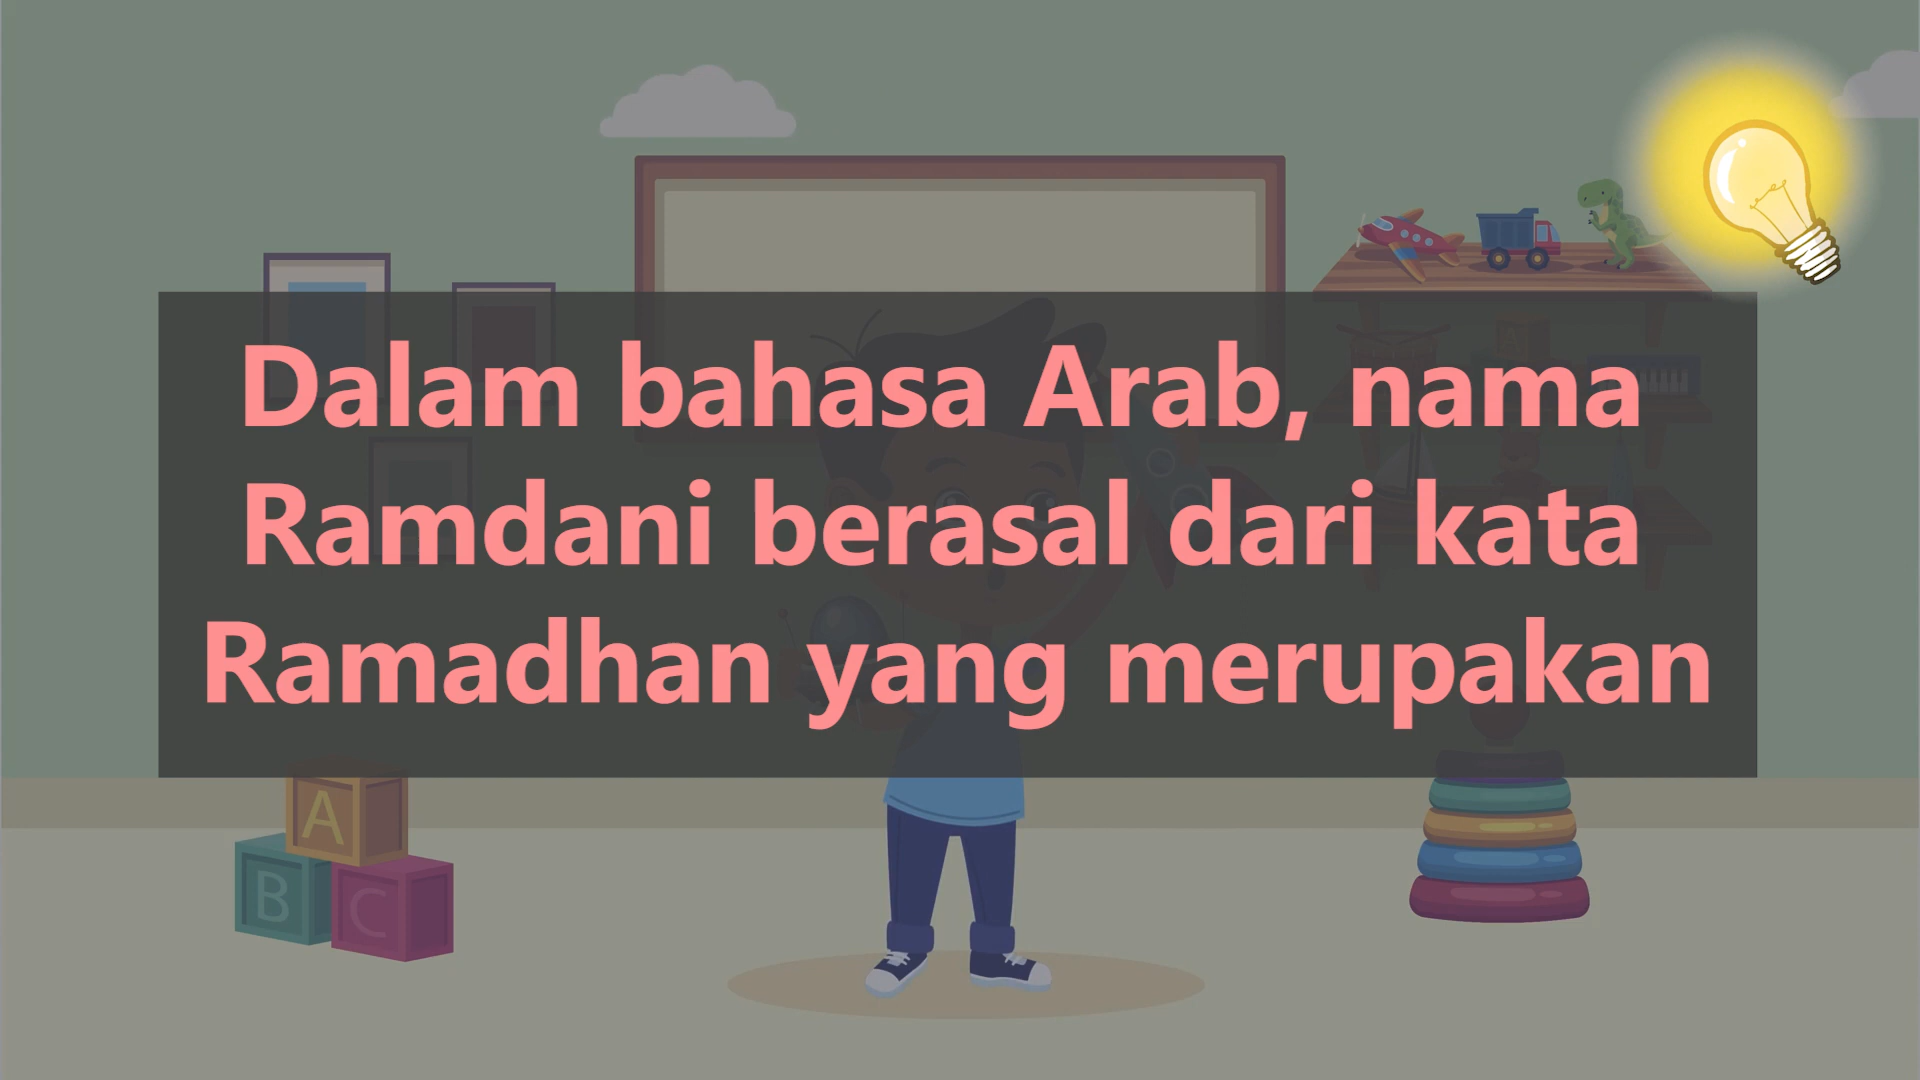 Dalam bahasa Arab, nama
Ramdani berasal dari kata
Ramadhan yang merupakan
A
B
C